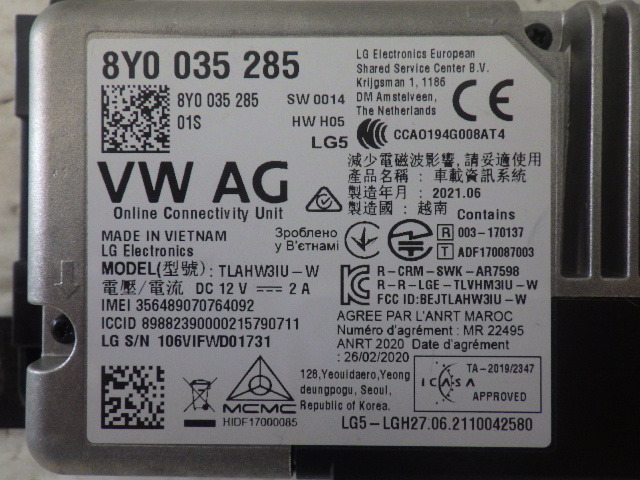 8Y0 035 285
8Y0 035 285
01S
SW 0014
HW H05
LG5
LG Electronics European
Shared Service Center B.V.
Krijgsman 1, 1186
DM Amstelveen,
The Netherlands
CE
CCC
CCAO194G008AT4
VW AG
Online Connectivity Unit
減少電磁波影響,請妥適使用
產品名稱 : 車載資訊系統
製造年月 : 2021.06
製造國 : 越南
MADE IN VIETNAM
LG Electronics
Зроблено
у В'єтнамі
Contains
R 003-170137
T ADF170087003
MODEL(型號): TLAHW3IU-W
電壓/電流 DC 12 V 2 A
IMEI 356489070764092
ICCID 89882390000215790711
LG S/N 106VIFWD01731
R-CRM-SWK-AR7598
R-R-LGE-TLVHM3IU-W
FCC ID:BEJTLAHW3IU-W
AGREE PAR L'ANRT MAROC
Numéro d'agrément : MR 22495
ANRT 2020 Date d'agrément
: 26/02/2020
MCMC
HIDF17000085
128,Yeouidaero,Yeong
deungpogu, Seoul,
Republic of Korea.
ICASA
TA-2019/2347
APPROVED
LG5-LGH27.06.2110042580